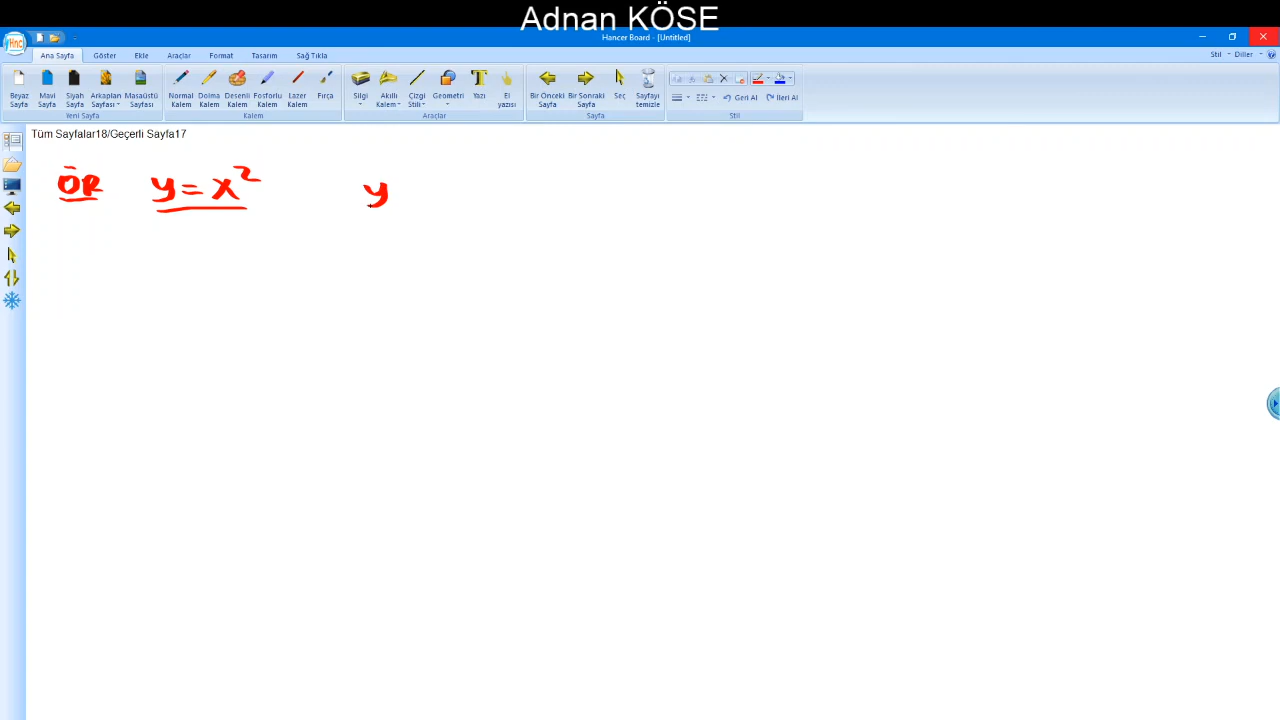 Adnan KÖSE
Hancer Board - [Untitled]
Ana Sayfa Göster Ekle Araçlar Format Tasarım Sağ Tıkla Stil Diller
Beyaz Sayfa Mavi Sayfa Siyah Sayfa Arkaplan Sayfası Masaüstü Sayfası Normal Kalem Dolma Kalem Desenli Kalem Fosforlu Kalem Lazer Kalem Fırça Silgi Akıllı Kalem Çizgi Stili Geometri Yazı El yazısı Bir Önceki Sayfa Bir Sonraki Sayfa Seç Sayfayı temizle Geri Al İleri Al
Yeni Sayfa Kalem Araçlar Sayfa Stil
Tüm Sayfalar18/Geçerli Sayfa17
ÖR y = x² y